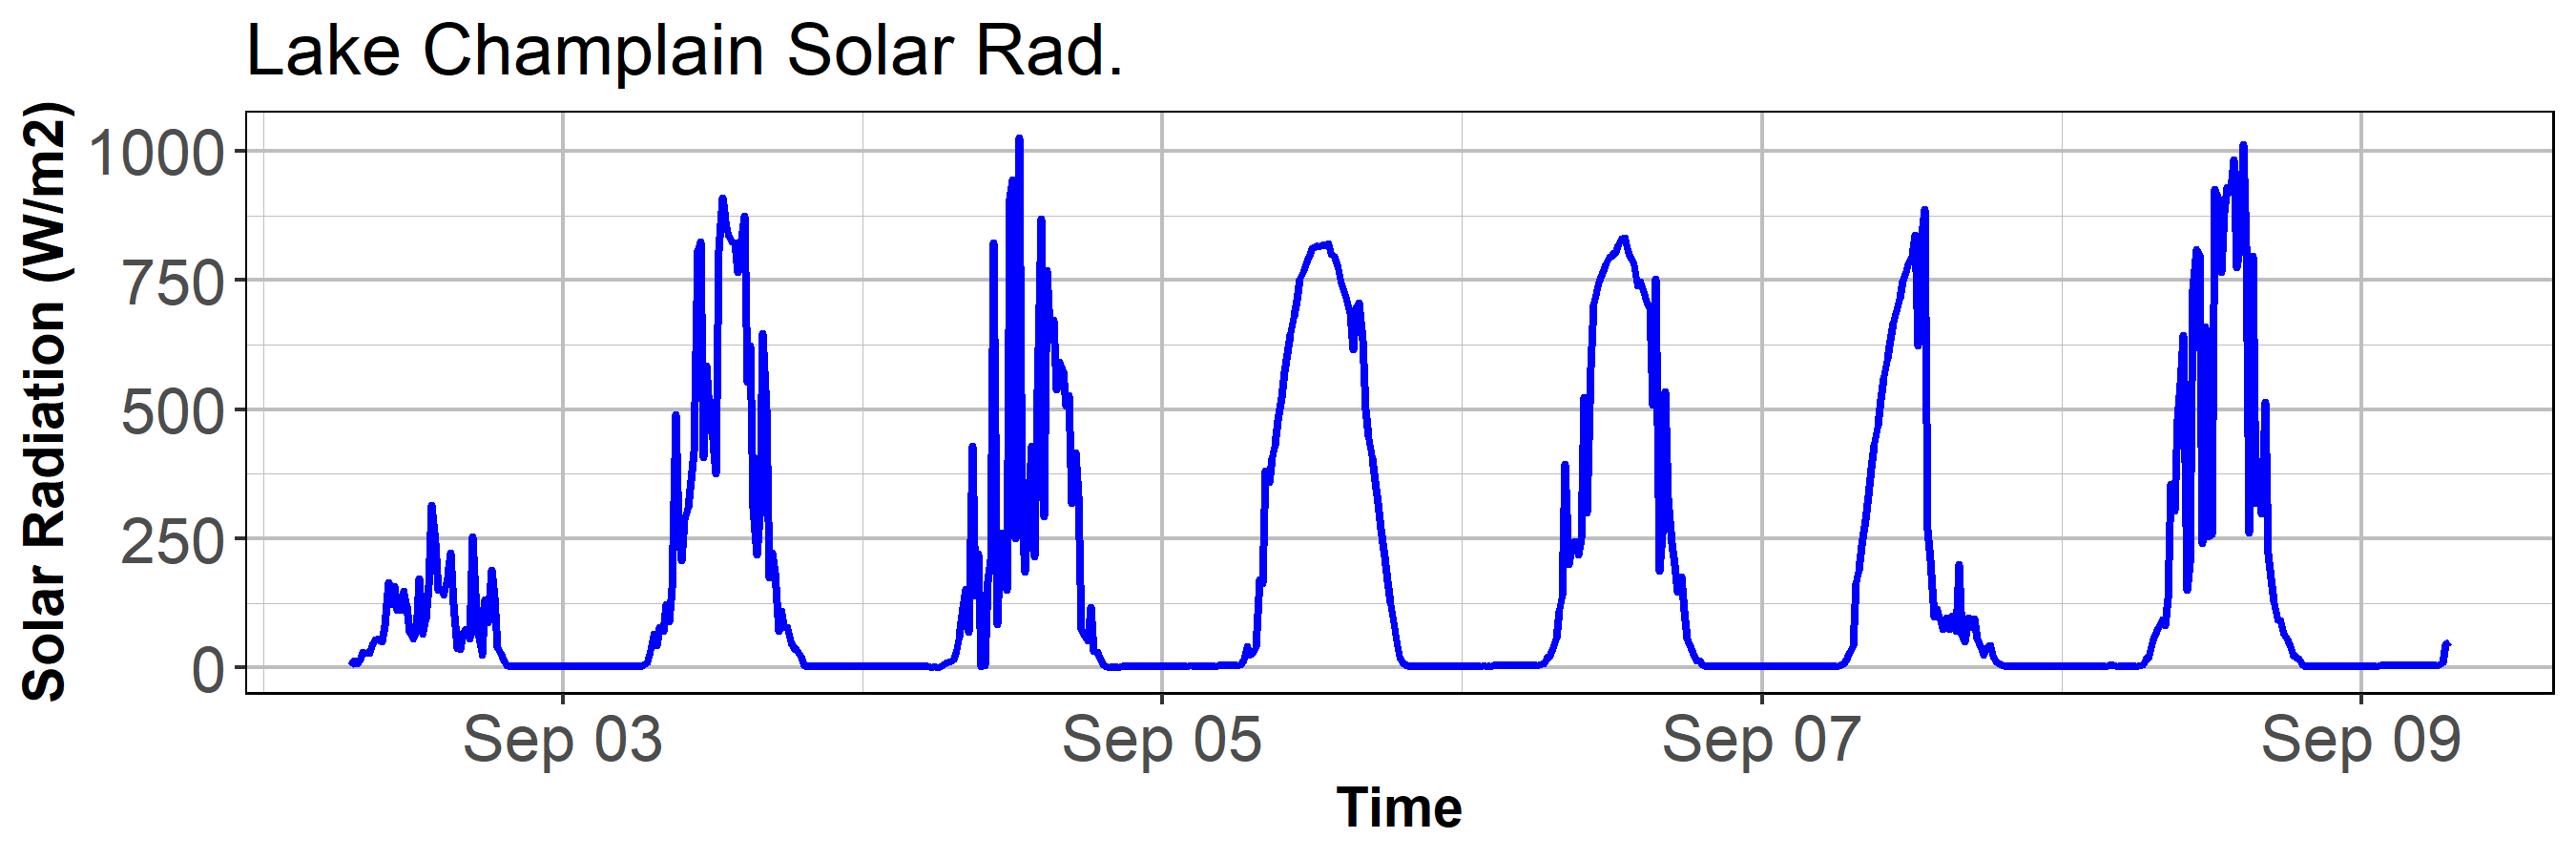 Lake Champlain Solar Rad.
Solar Radiation (W/m2)
1000
750
500
250
0
Sep 03
Sep 05
Sep 07
Sep 09
Time